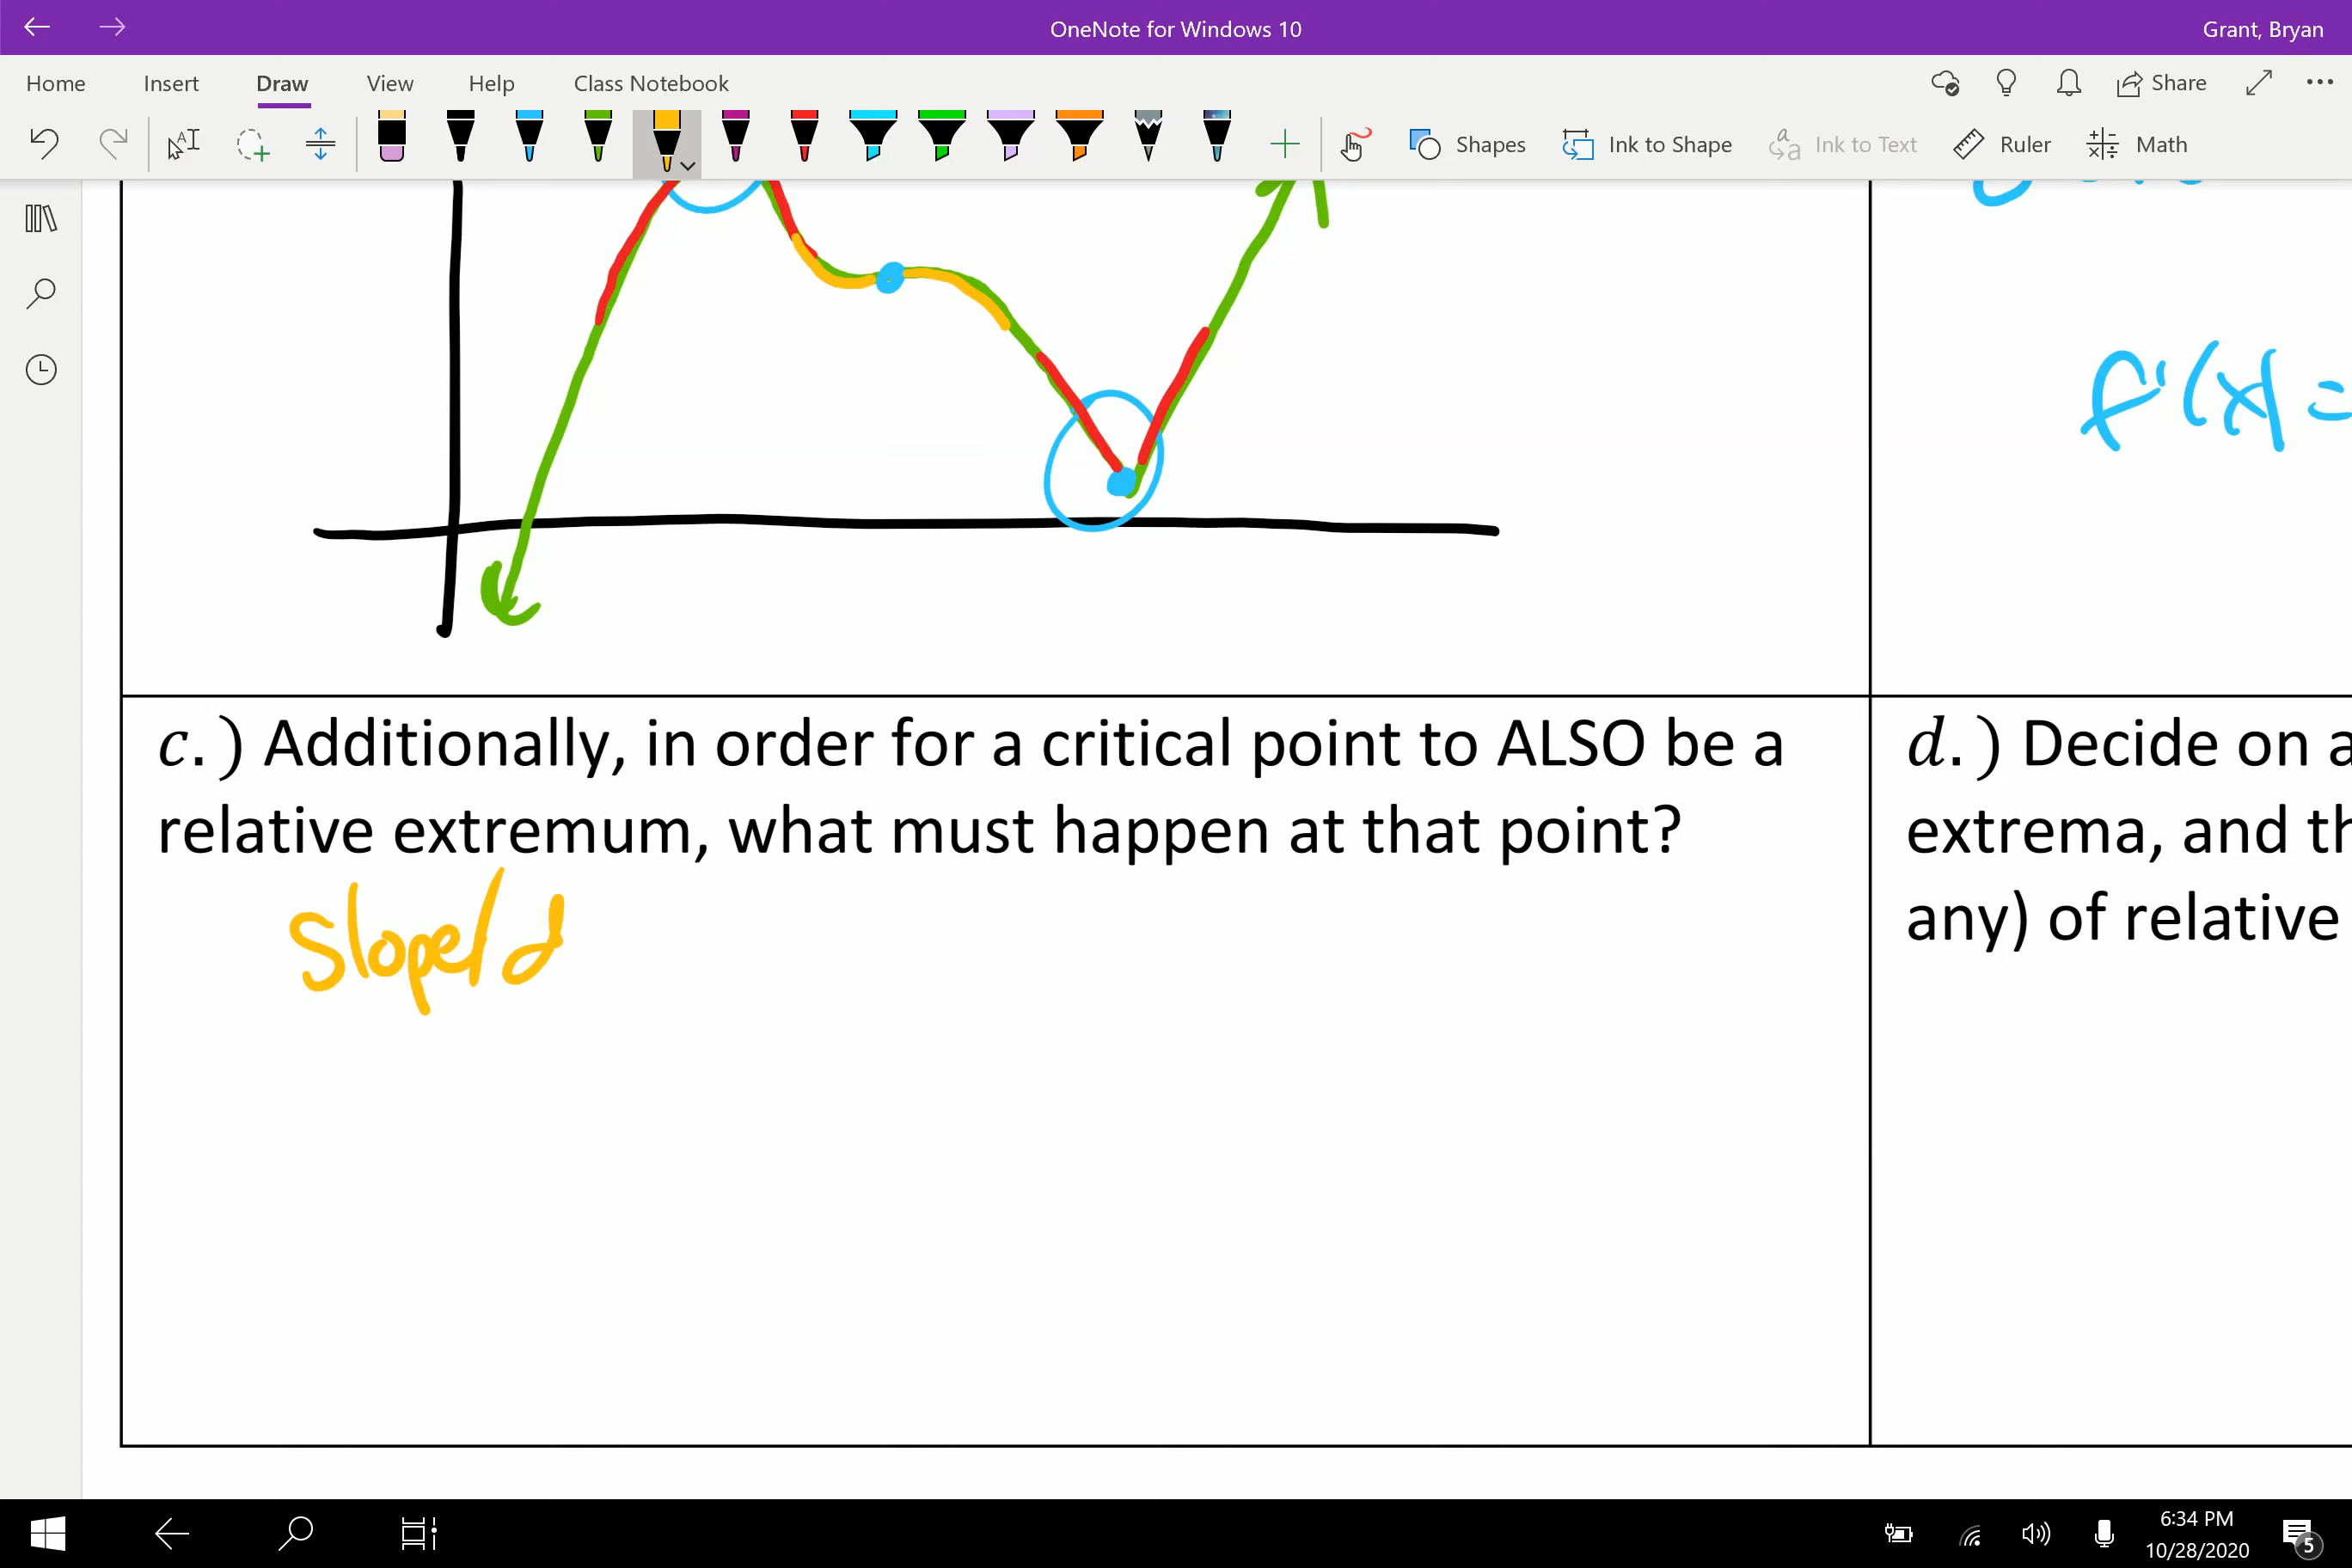 OneNote for Windows 10
Grant, Bryan
Home Insert Draw View Help Class Notebook Share
Shapes Ink to Shape Ink to Text Ruler Math
f'(x) =
c.) Additionally, in order for a critical point to ALSO be a
relative extremum, what must happen at that point?
slope/d
d.) Decide on a
extrema, and th
any) of relative
6:34 PM
10/28/2020
5